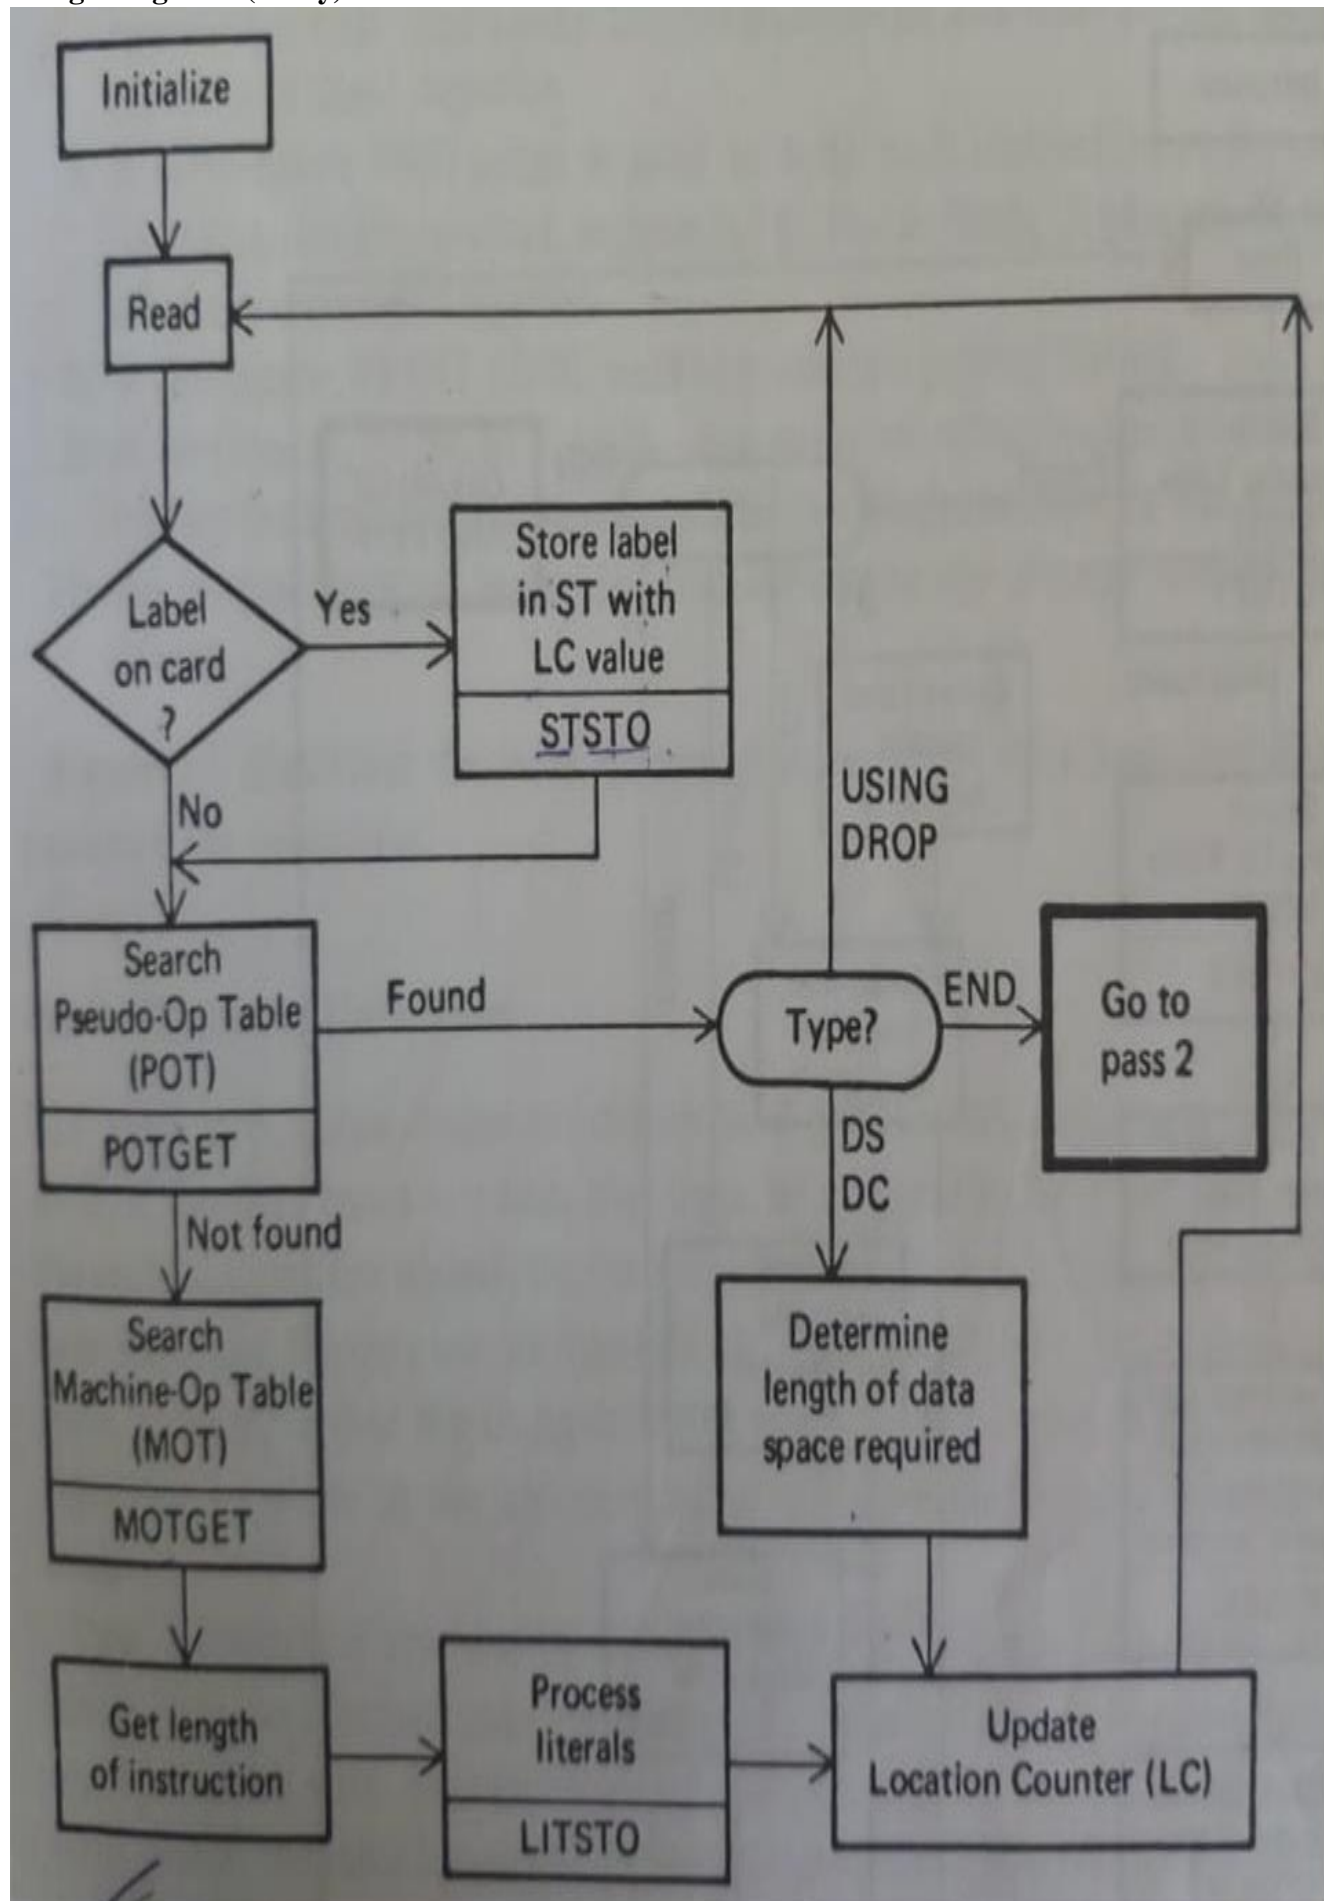 Initialize
Read
Label
on card
?
Yes
Store label
in ST with
LC value
STSTO
No
USING
DROP
Search
Pseudo-Op Table
(POT)
POTGET
Found
Type?
END
Go to
pass 2
DS
DC
Not found
Search
Machine-Op Table
(MOT)
MOTGET
Determine
length of data
space required
Get length
of instruction
Process
literals
LITSTO
Update
Location Counter (LC)